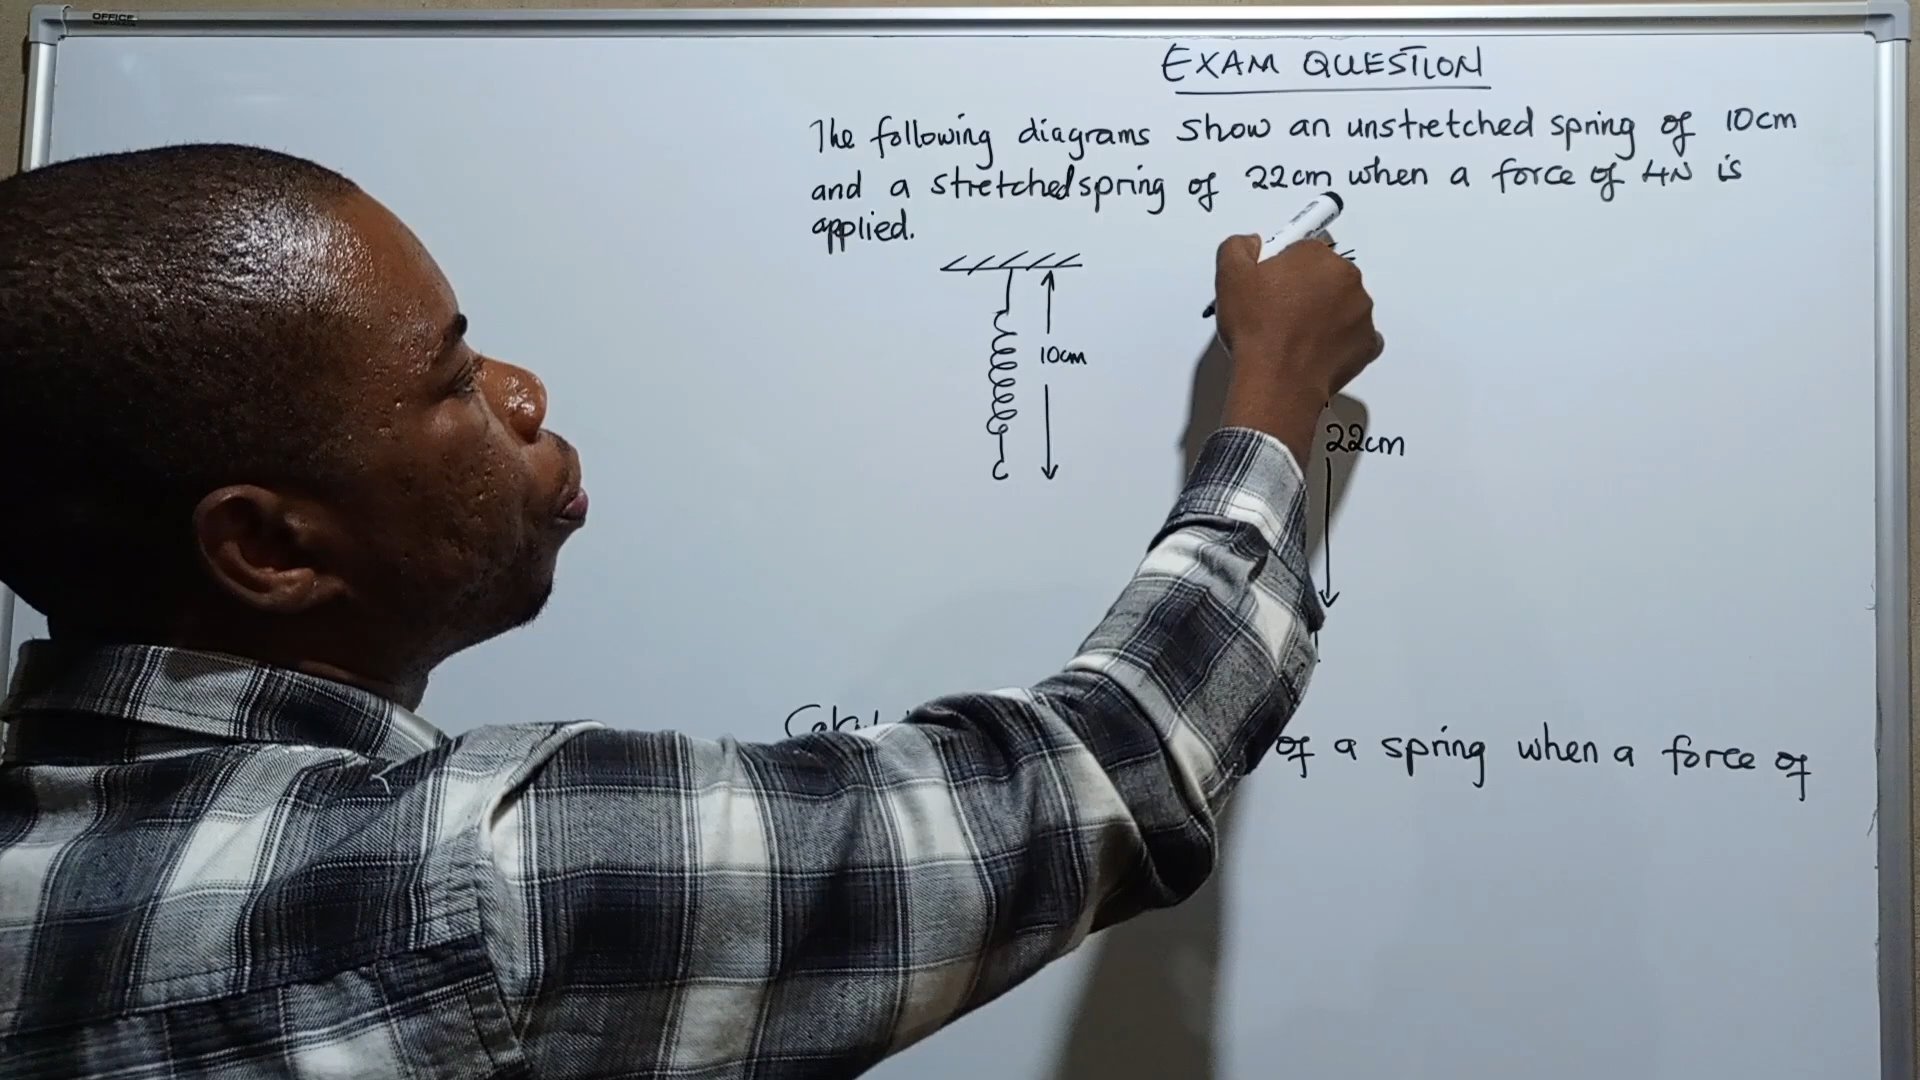 OFFICE
EXAM QUESTION
The following diagrams show an unstretched spring of 10cm
and a stretched spring of 22cm when a force of 4N is
applied.
10cm
22cm
of a spring when a force of